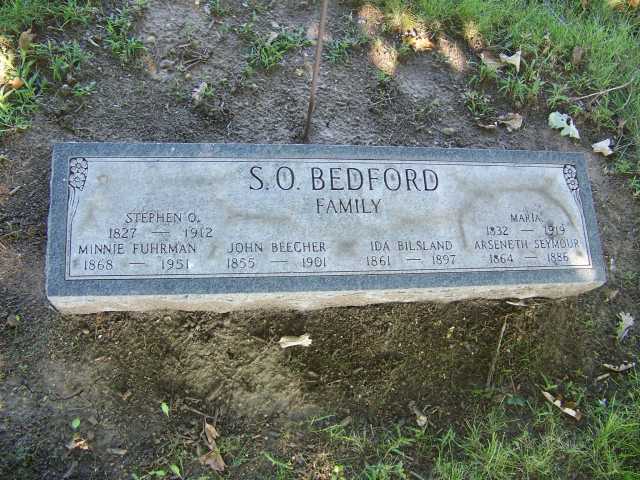 S. O. BEDFORD
FAMILY
STEPHEN O. MARIA
1827 — 1912 1832 — 1919
MINNIE FUHRMAN JOHN BEECHER IDA BILSLAND ARSENETH SEYMOUR
1868 — 1951 1855 — 1901 1861 — 1897 1864 — 1886